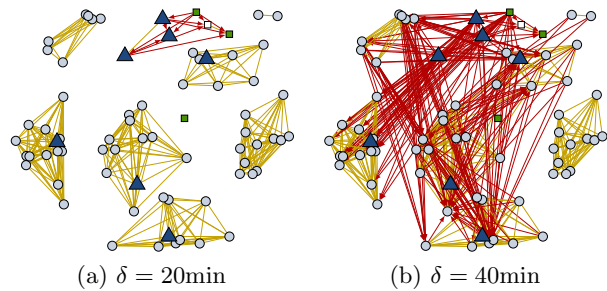 (a) δ = 20min
(b) δ = 40min